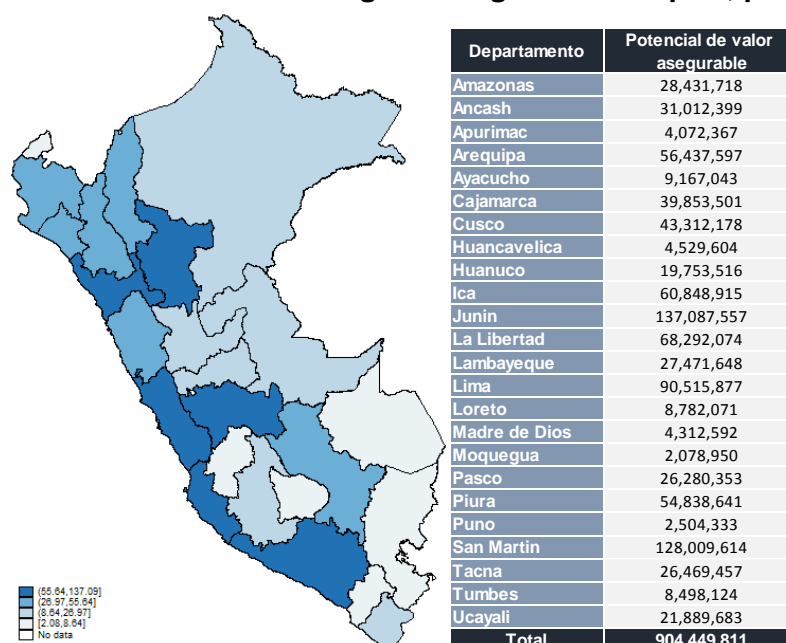 Departamento Potencial de valor asegurable
Amazonas 28,431,718
Ancash 31,012,399
Apurimac 4,072,367
Arequipa 56,437,597
Ayacucho 9,167,043
Cajamarca 39,853,501
Cusco 43,312,178
Huancavelica 4,529,604
Huanuco 19,753,516
Ica 60,848,915
Junin 137,087,557
La Libertad 68,292,074
Lambayeque 27,471,648
Lima 90,515,877
Loreto 8,782,071
Madre de Dios 4,312,592
Moquegua 2,078,950
Pasco 26,280,353
Piura 54,838,641
Puno 2,504,333
San Martin 128,009,614
Tacna 26,469,457
Tumbes 8,498,124
Ucayali 21,889,683
Total 904,449,811
(55.64,137.09]
(26.97,55.64]
(8.64,26.97]
[2.08,8.64]
No data